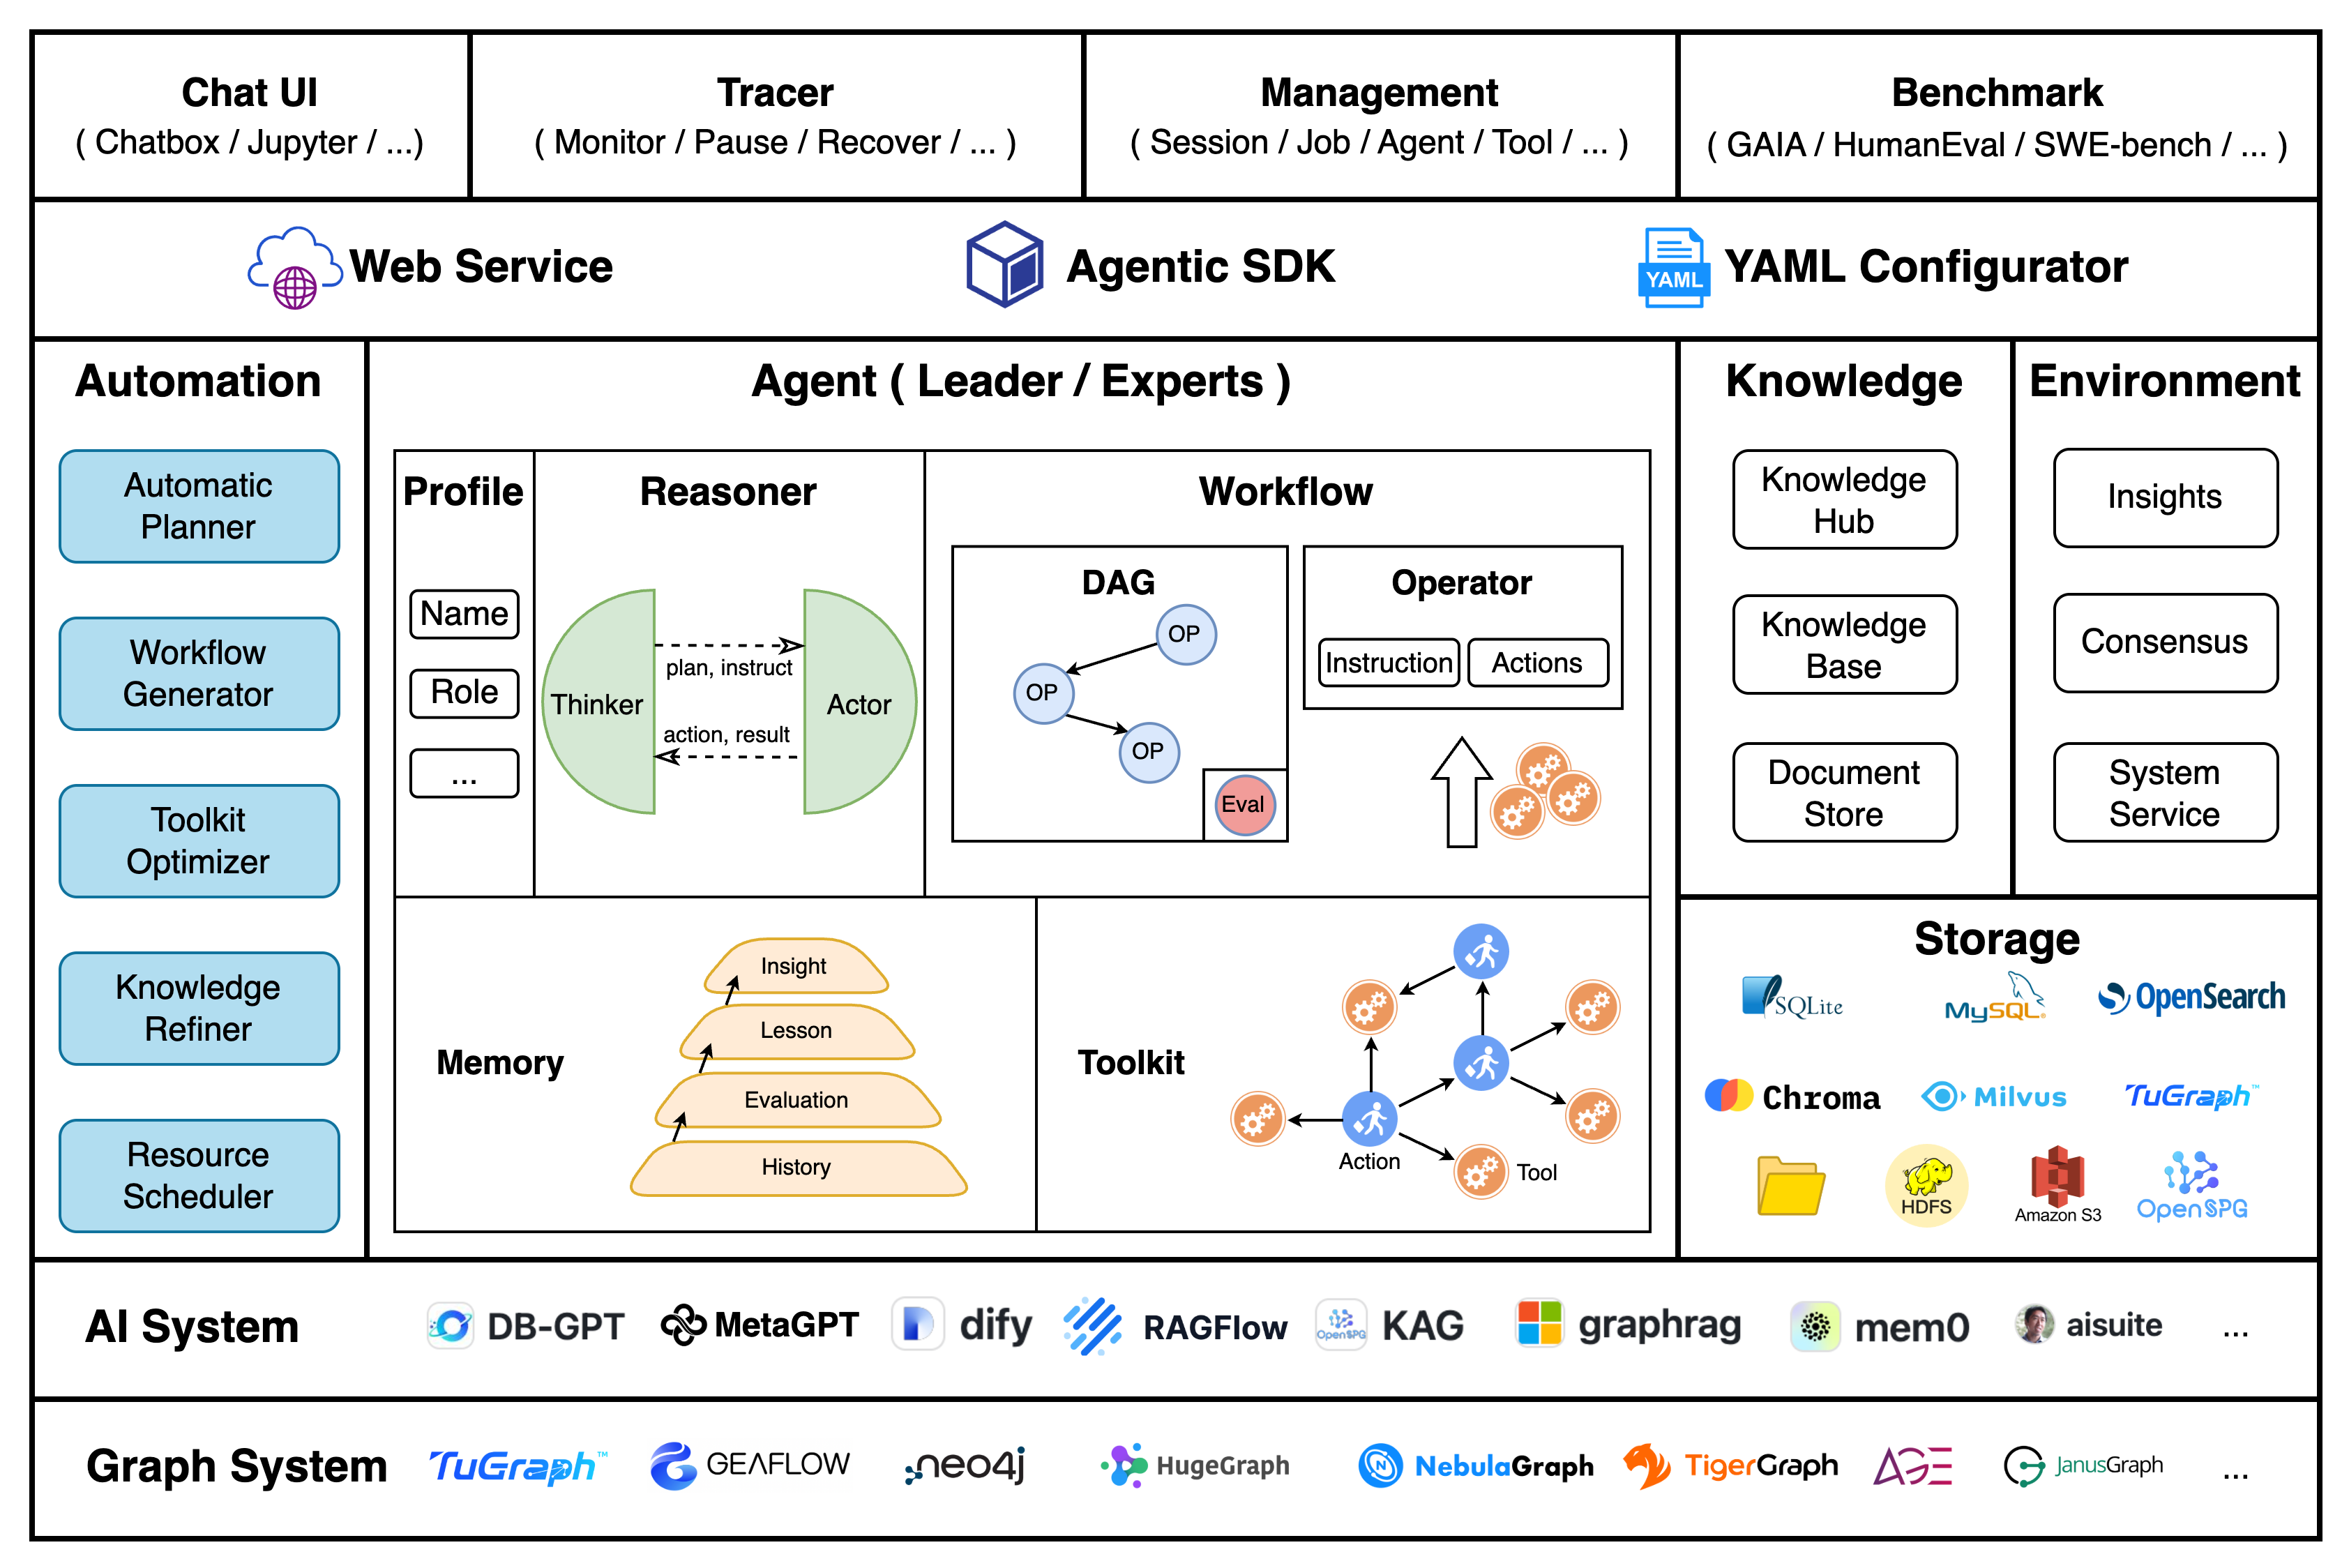 Chat UI
( Chatbox / Jupyter / ...)
Tracer
( Monitor / Pause / Recover / ... )
Management
( Session / Job / Agent / Tool / ... )
Benchmark
( GAIA / HumanEval / SWE-bench / ... )
Web Service
Agentic SDK
YAML
YAML Configurator
Automation
Automatic
Planner
Workflow
Generator
Toolkit
Optimizer
Knowledge
Refiner
Resource
Scheduler
Agent ( Leader / Experts )
Profile
Name
Role
...
Reasoner
Thinker
plan, instruct
action, result
Actor
Workflow
DAG
OP
OP
OP
Eval
Operator
Instruction
Actions
Memory
Insight
Lesson
Evaluation
History
Toolkit
Action
Tool
Knowledge
Knowledge
Hub
Knowledge
Base
Document
Store
Environment
Insights
Consensus
System
Service
Storage
SQLite
MySQL®
OpenSearch
Chroma
Milvus
TuGraph™
HDFS
Amazon S3
OpenSPG
AI System
DB-GPT
MetaGPT
dify
RAGFlow
OpenSPG
KAG
graphrag
mem0
aisuite
...
Graph System
TuGraph™
GEAFLOW
neo4j
HugeGraph
NebulaGraph
TigerGraph
AGE
JanusGraph
...